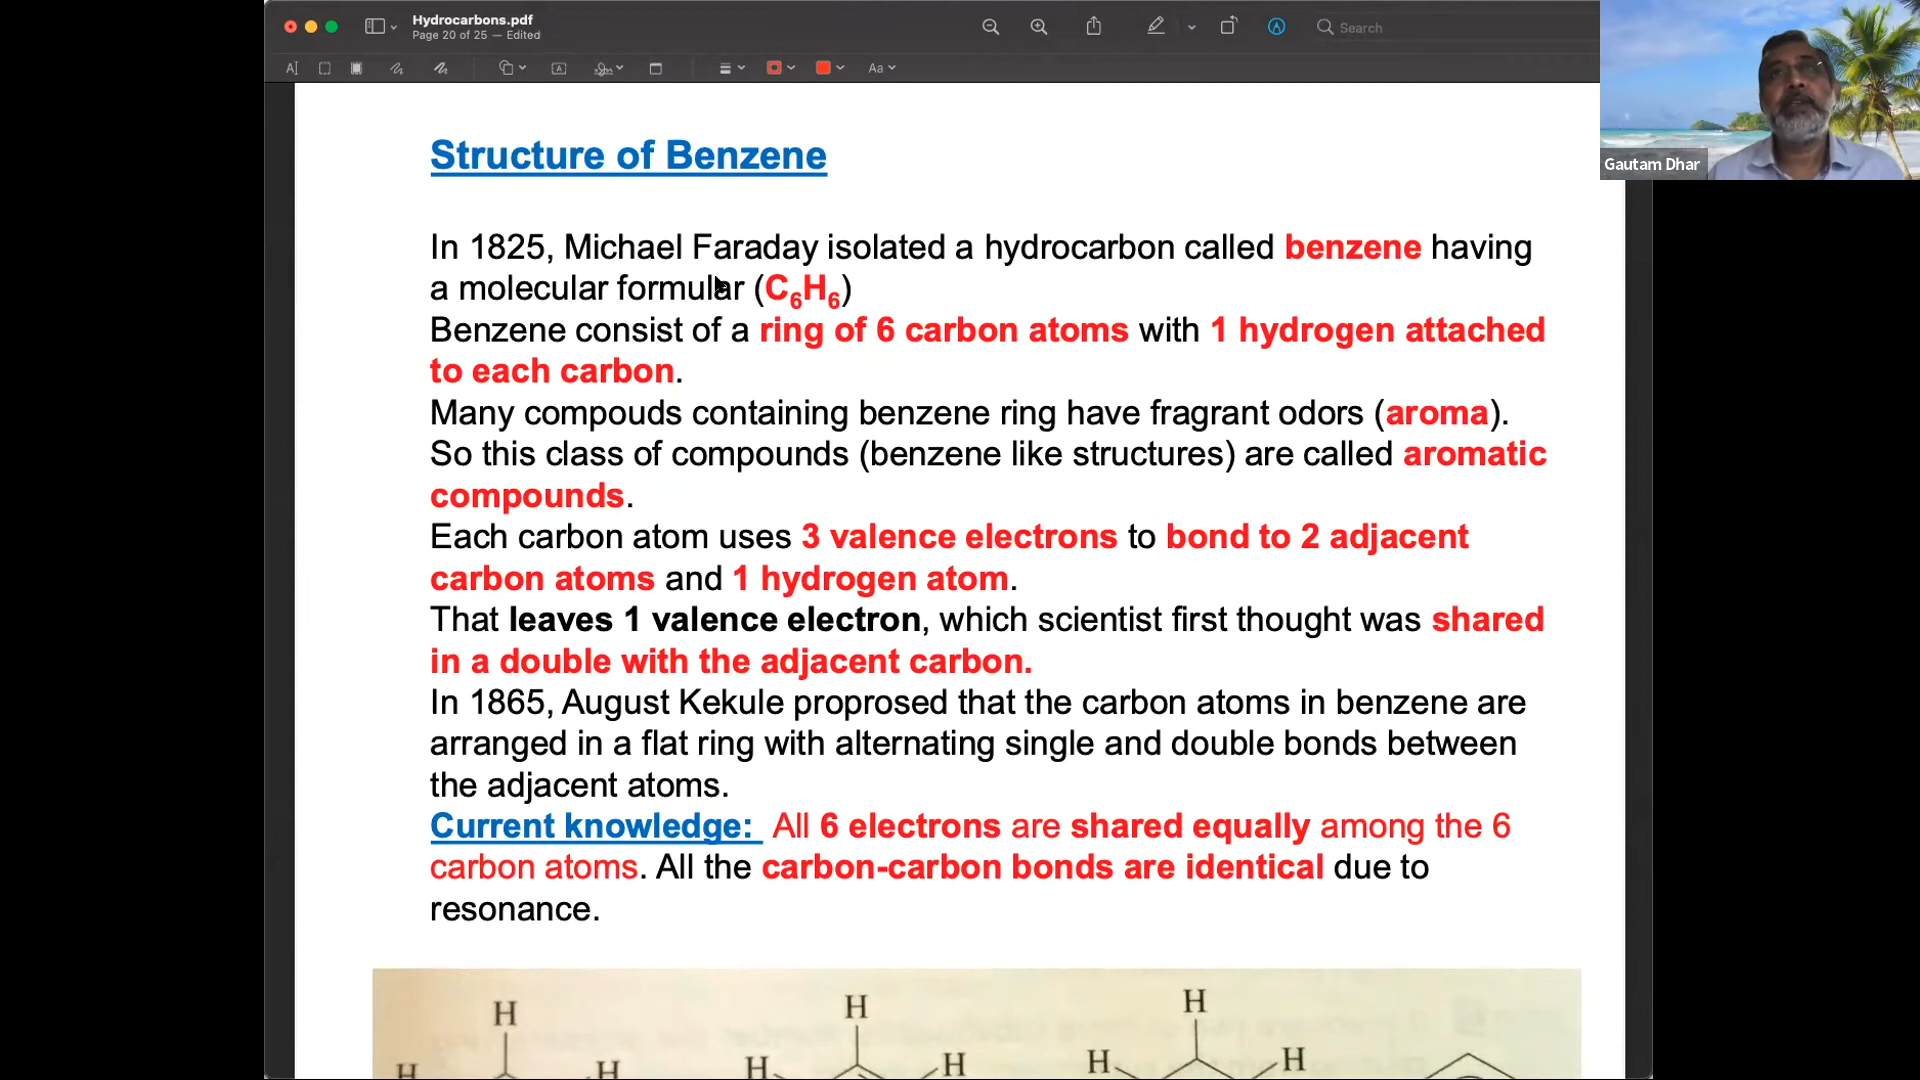 Hydrocarbons.pdf
Page 20 of 25 — Edited
Search
Aa
Gautam Dhar
Structure of Benzene
In 1825, Michael Faraday isolated a hydrocarbon called benzene having
a molecular formular (C₆H₆)
Benzene consist of a ring of 6 carbon atoms with 1 hydrogen attached
to each carbon.
Many compouds containing benzene ring have fragrant odors (aroma).
So this class of compounds (benzene like structures) are called aromatic
compounds.
Each carbon atom uses 3 valence electrons to bond to 2 adjacent
carbon atoms and 1 hydrogen atom.
That leaves 1 valence electron, which scientist first thought was shared
in a double with the adjacent carbon.
In 1865, August Kekule proprosed that the carbon atoms in benzene are
arranged in a flat ring with alternating single and double bonds between
the adjacent atoms.
Current knowledge: All 6 electrons are shared equally among the 6
carbon atoms. All the carbon-carbon bonds are identical due to
resonance.
H H H
H H H H H H